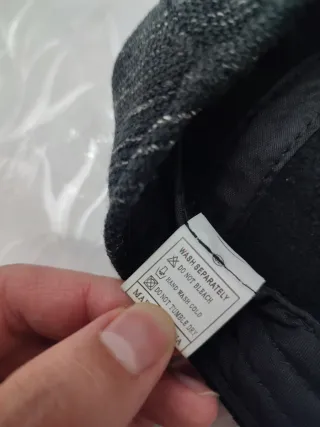 WASH SEPARATELY
DO NOT BLEACH
HAND WASH COLD
DO NOT TUMBLE DRY